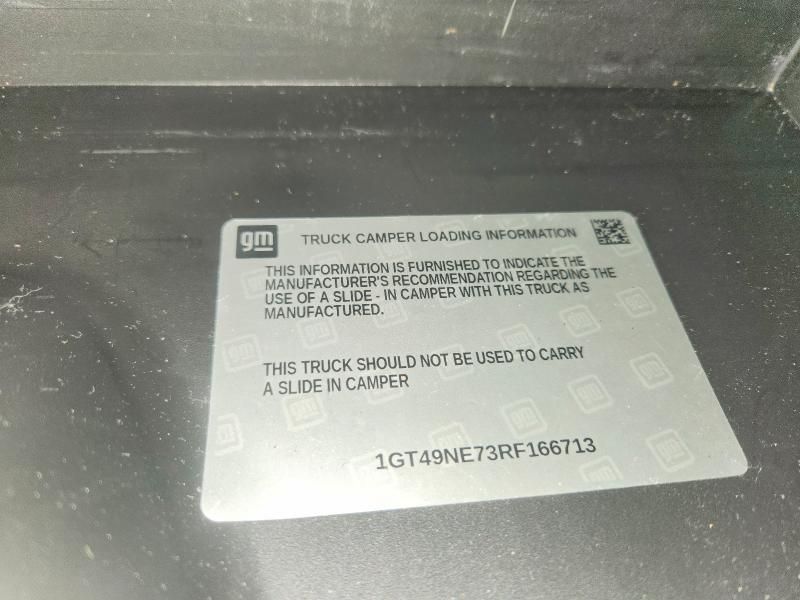 gm
TRUCK CAMPER LOADING INFORMATION
THIS INFORMATION IS FURNISHED TO INDICATE THE
MANUFACTURER'S RECOMMENDATION REGARDING THE
USE OF A SLIDE - IN CAMPER WITH THIS TRUCK AS
MANUFACTURED.
THIS TRUCK SHOULD NOT BE USED TO CARRY
A SLIDE IN CAMPER
1GT49NE73RF166713